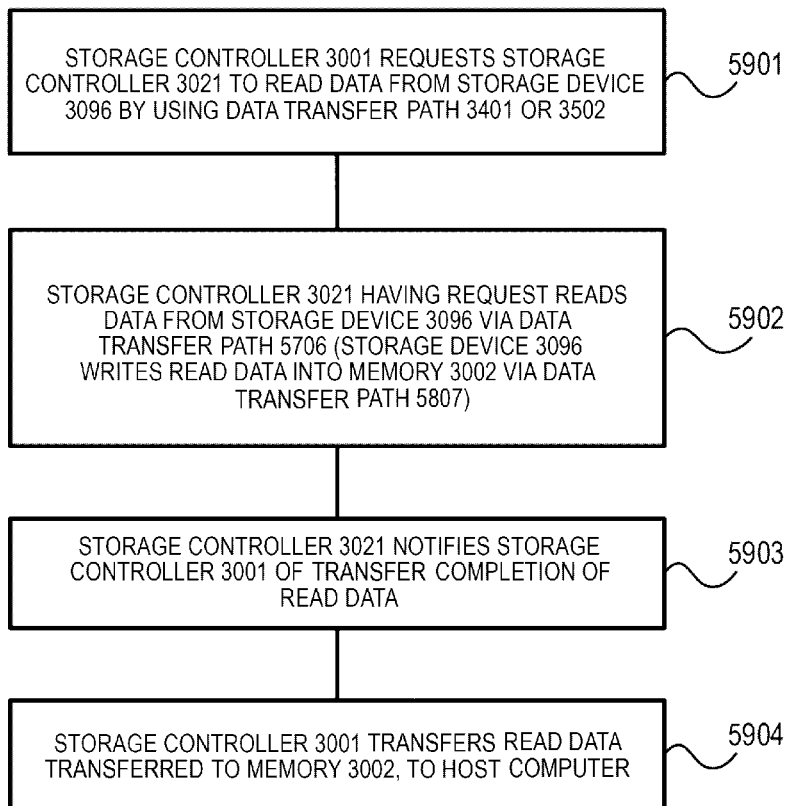 STORAGE CONTROLLER 3001 REQUESTS STORAGE
CONTROLLER 3021 TO READ DATA FROM STORAGE DEVICE
3096 BY USING DATA TRANSFER PATH 3401 OR 3502
5901
STORAGE CONTROLLER 3021 HAVING REQUEST READS
DATA FROM STORAGE DEVICE 3096 VIA DATA
TRANSFER PATH 5706 (STORAGE DEVICE 3096
WRITES READ DATA INTO MEMORY 3002 VIA DATA
TRANSFER PATH 5807)
5902
STORAGE CONTROLLER 3021 NOTIFIES STORAGE
CONTROLLER 3001 OF TRANSFER COMPLETION OF
READ DATA
5903
STORAGE CONTROLLER 3001 TRANSFERS READ DATA
TRANSFERRED TO MEMORY 3002, TO HOST COMPUTER
5904